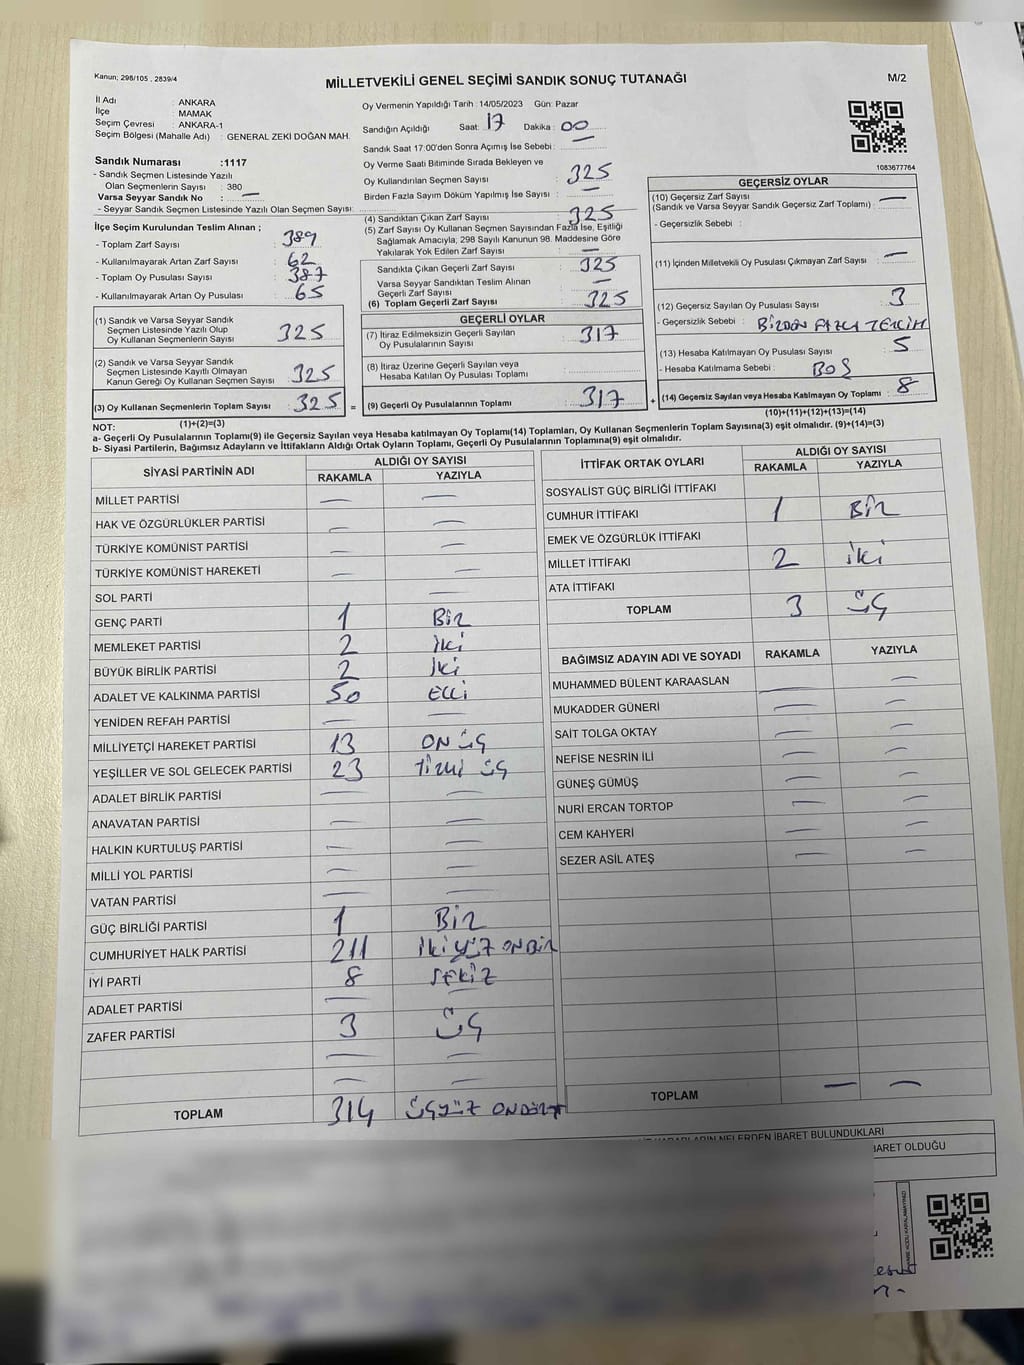 Kanun; 298/105 , 2839/4
MİLLETVEKİLİ GENEL SEÇİMİ SANDIK SONUÇ TUTANAĞI
M/2
İl Adı : ANKARA
İlçe : MAMAK
Seçim Çevresi : ANKARA-1
Seçim Bölgesi (Mahalle Adı) : GENERAL ZEKİ DOĞAN MAH.
Sandık Numarası :1117
- Sandık Seçmen Listesinde Yazılı
Olan Seçmenlerin Sayısı : 380
Varsa Seyyar Sandık No : —
- Seyyar Sandık Seçmen Listesinde Yazılı Olan Seçmen Sayısı:
Oy Vermenin Yapıldığı Tarih : 14/05/2023 Gün: Pazar
Sandığın Açıldığı Saat: 17 Dakika : 00
Sandık Saat 17:00'den Sonra Açımış İse Sebebi : —
Oy Verme Saati Bitiminde Sırada Bekleyen ve
Oy Kullandırılan Seçmen Sayısı : 325
Birden Fazla Sayım Döküm Yapılmış İse Sayısı : —
1083677764
İlçe Seçim Kurulundan Teslim Alınan ;
- Toplam Zarf Sayısı : 389
- Kullanılmayarak Artan Zarf Sayısı : 62
- Toplam Oy Pusulası Sayısı : 387
- Kullanılmayarak Artan Oy Pusulası : 65
(4) Sandıktan Çıkan Zarf Sayısı : 325
(5) Zarf Sayısı Oy Kullanan Seçmen Sayısından Fazla İse, Eşitliği
Sağlamak Amacıyla; 298 Sayılı Kanunun 98. Maddesine Göre
Yakılarak Yok Edilen Zarf Sayısı : —
Sandıkta Çıkan Geçerli Zarf Sayısı : 325
Varsa Seyyar Sandıktan Teslim Alınan
Geçerli Zarf Sayısı : —
(6) Toplam Geçerli Zarf Sayısı : 325
GEÇERSİZ OYLAR
(10) Geçersiz Zarf Sayısı
(Sandık ve Varsa Seyyar Sandık Geçersiz Zarf Toplamı) : —
- Geçersizlik Sebebi :
(11) İçinden Milletvekili Oy Pusulası Çıkmayan Zarf Sayısı : —
(12) Geçersiz Sayılan Oy Pusulası Sayısı : 3
- Geçersizlik Sebebi : BİRDEN FAZLA TERCİH
(13) Hesaba Katılmayan Oy Pusulası Sayısı : 5
- Hesaba Katılmama Sebebi : BOŞ
(14) Geçersiz Sayılan veya Hesaba Katılmayan Oy Toplamı : 8
(10)+(11)+(12)+(13)=(14)
(1) Sandık ve Varsa Seyyar Sandık
Seçmen Listesinde Yazılı Olup
Oy Kullanan Seçmenlerin Sayısı : 325
(2) Sandık ve Varsa Seyyar Sandık
Seçmen Listesinde Kayıtlı Olmayan
Kanun Gereği Oy Kullanan Seçmen Sayısı : 325
(3) Oy Kullanan Seçmenlerin Toplam Sayısı : 325 =
(1)+(2)=(3)
GEÇERLİ OYLAR
(7) İtiraz Edilmeksizin Geçerli Sayılan
Oy Pusulalarının Sayısı : 317
(8) İtiraz Üzerine Geçerli Sayılan veya
Hesaba Katılan Oy Pusulası Toplamı :
(9) Geçerli Oy Pusulalarının Toplamı : 317 +
NOT:
a- Geçerli Oy Pusulalarının Toplamı(9) ile Geçersiz Sayılan veya Hesaba katılmayan Oy Toplamı(14) Toplamları, Oy Kullanan Seçmenlerin Toplam Sayısına(3) eşit olmalıdır. (9)+(14)=(3)
b- Siyasi Partilerin, Bağımsız Adayların ve İttifakların Aldığı Ortak Oyların Toplamı, Geçerli Oy Pusulalarının Toplamına(9) eşit olmalıdır.
SİYASİ PARTİNİN ADI
ALDIĞI OY SAYISI
RAKAMLA YAZIYLA
MİLLET PARTİSİ — —
HAK VE ÖZGÜRLÜKLER PARTİSİ — —
TÜRKİYE KOMÜNİST PARTİSİ — —
TÜRKİYE KOMÜNİST HAREKETİ — —
SOL PARTİ —
GENÇ PARTİ 1 BİR
MEMLEKET PARTİSİ 2 İKİ
BÜYÜK BİRLİK PARTİSİ 2 İKİ
ADALET VE KALKINMA PARTİSİ 50 ELLİ
YENİDEN REFAH PARTİSİ — —
MİLLİYETÇİ HAREKET PARTİSİ 13 ON ÜÇ
YEŞİLLER VE SOL GELECEK PARTİSİ 23 YİRMİ ÜÇ
ADALET BİRLİK PARTİSİ — —
ANAVATAN PARTİSİ — —
HALKIN KURTULUŞ PARTİSİ — —
MİLLİ YOL PARTİSİ — —
VATAN PARTİSİ — —
GÜÇ BİRLİĞİ PARTİSİ 1 BİR
CUMHURİYET HALK PARTİSİ 211 İKİ YÜZ ONBİR
İYİ PARTİ 8 SEKİZ
ADALET PARTİSİ — —
ZAFER PARTİSİ 3 ÜÇ
— —
— —
TOPLAM 314 ÜÇYÜZ ONDÖRT
İTTİFAK ORTAK OYLARI
ALDIĞI OY SAYISI
RAKAMLA YAZIYLA
SOSYALİST GÜÇ BİRLİĞİ İTTİFAKI
CUMHUR İTTİFAKI 1 BİR
EMEK VE ÖZGÜRLÜK İTTİFAKI
MİLLET İTTİFAKI 2 İKİ
ATA İTTİFAKI
TOPLAM 3 ÜÇ
BAĞIMSIZ ADAYIN ADI VE SOYADI RAKAMLA YAZIYLA
MUHAMMED BÜLENT KARAASLAN — —
MUKADDER GÜNERİ — —
SAİT TOLGA OKTAY — —
NEFİSE NESRİN İLİ — —
GÜNEŞ GÜMÜŞ — —
NURİ ERCAN TORTOP — —
CEM KAHYERİ — —
SEZER ASİL ATEŞ — —
TOPLAM — —
NELERDEN İBARET BULUNDUKLARI
BARET OLDUĞU